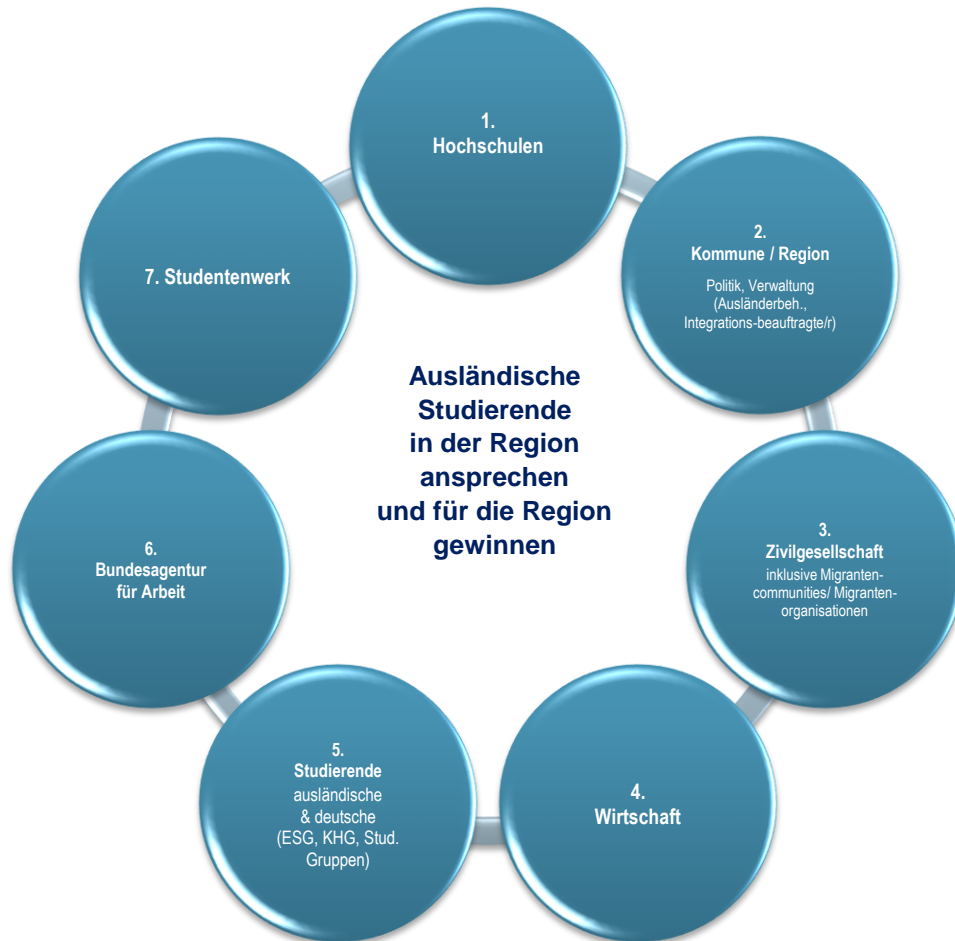 1.
Hochschulen
2.
Kommune / Region
Politik, Verwaltung
(Ausländerbeh.,
Integrations-beauftragte/r)
3.
Zivilgesellschaft
inklusive Migranten-
communities/ Migranten-
organisationen
4.
Wirtschaft
5.
Studierende
ausländische
& deutsche
(ESG, KHG, Stud.
Gruppen)
6.
Bundesagentur
für Arbeit
7. Studentenwerk
Ausländische
Studierende
in der Region
ansprechen
und für die Region
gewinnen